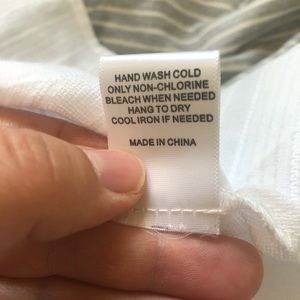 HAND WASH COLD
ONLY NON-CHLORINE
BLEACH WHEN NEEDED
HANG TO DRY
COOL IRON IF NEEDED
MADE IN CHINA